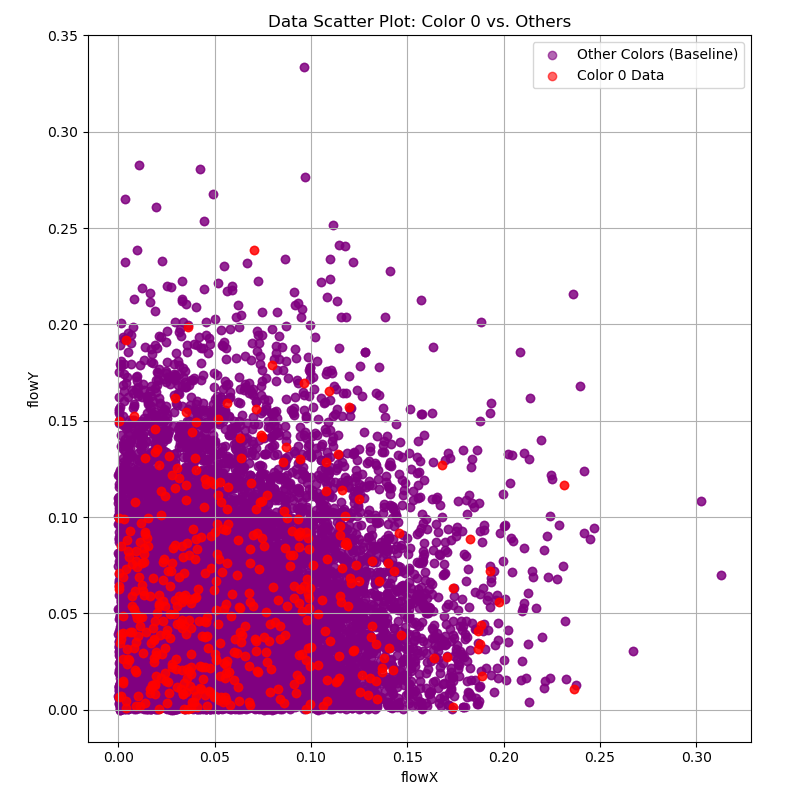 Data Scatter Plot: Color 0 vs. Others
Other Colors (Baseline)
Color 0 Data
0.35
0.30
0.25
0.20
0.15
0.10
0.05
0.00
flowY
0.00 0.05 0.10 0.15 0.20 0.25 0.30
flowX